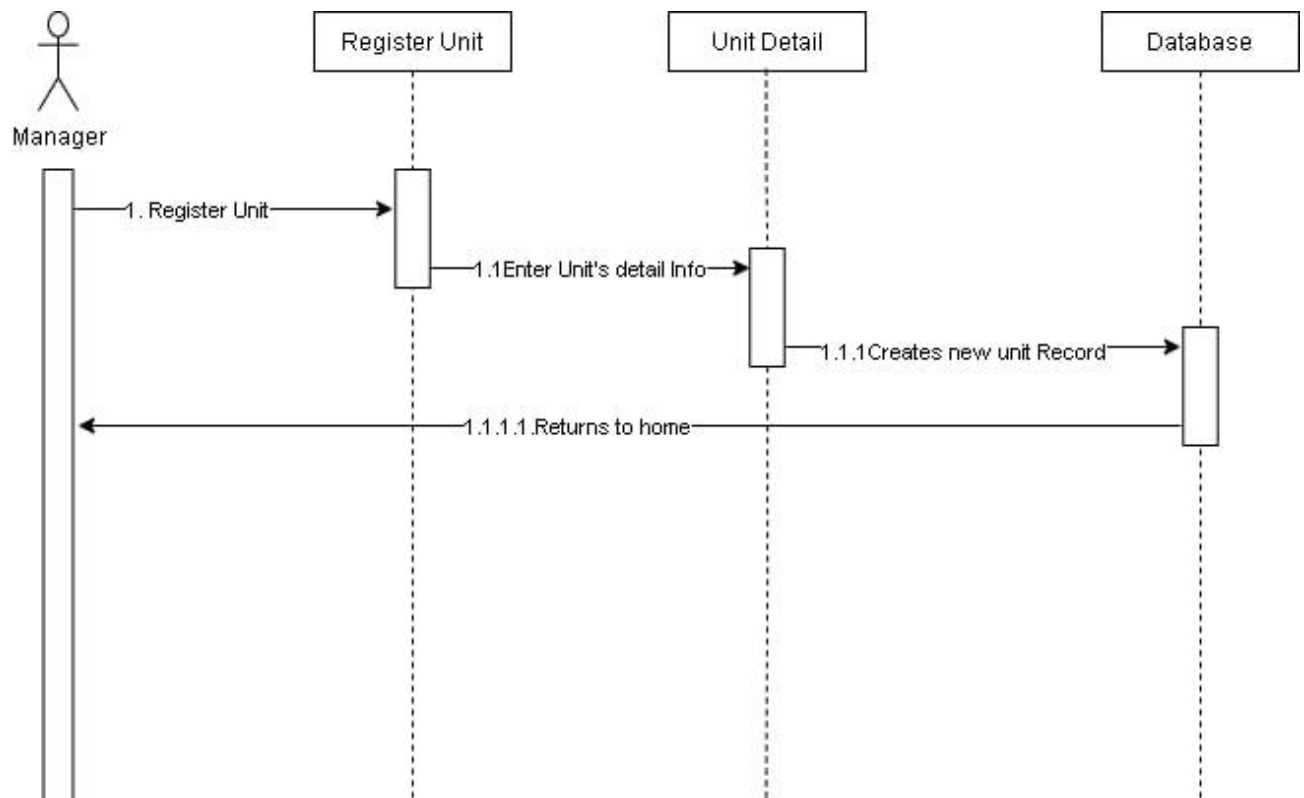 Register Unit
Unit Detail
Database
Manager
1. Register Unit
1.1Enter Unit's detail Info
1.1.1Creates new unit Record
1.1.1.1.Returns to home